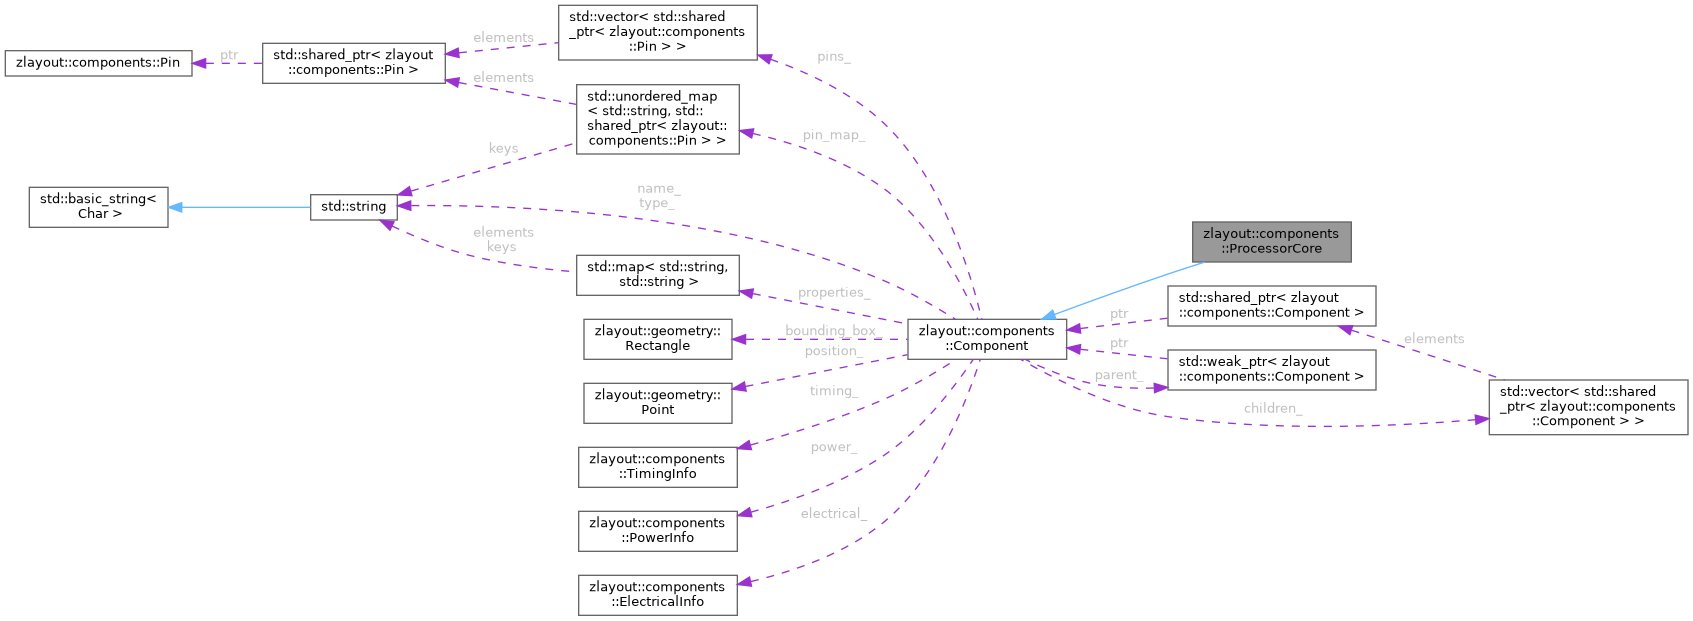 std::vector< std::shared
_ptr< zlayout::components
::Pin > >
elements
pins_
zlayout::components::Pin
ptr
std::shared_ptr< zlayout
::components::Pin >
elements
std::unordered_map
< std::string, std::
shared_ptr< zlayout::
components::Pin > >
pin_map_
keys
std::basic_string<
Char >
std::string
name_
type_
elements
keys
zlayout::components
::ProcessorCore
std::map< std::string,
std::string >
properties_
std::shared_ptr< zlayout
::components::Component >
ptr
zlayout::geometry::
Rectangle
bounding_box_
zlayout::components
::Component
elements
ptr
position_
std::weak_ptr< zlayout
::components::Component >
parent_
zlayout::geometry::
Point
timing_
children_
std::vector< std::shared
_ptr< zlayout::components
::Component > >
zlayout::components
::TimingInfo
power_
zlayout::components
::PowerInfo
electrical_
zlayout::components
::ElectricalInfo